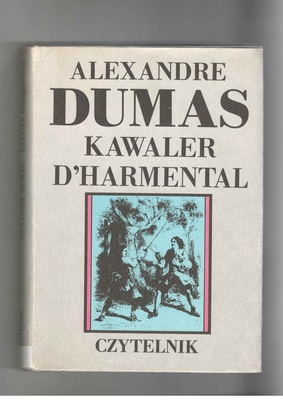 ALEXANDRE
DUMAS
KAWALER
D'HARMENTAL
CZYTELNIK